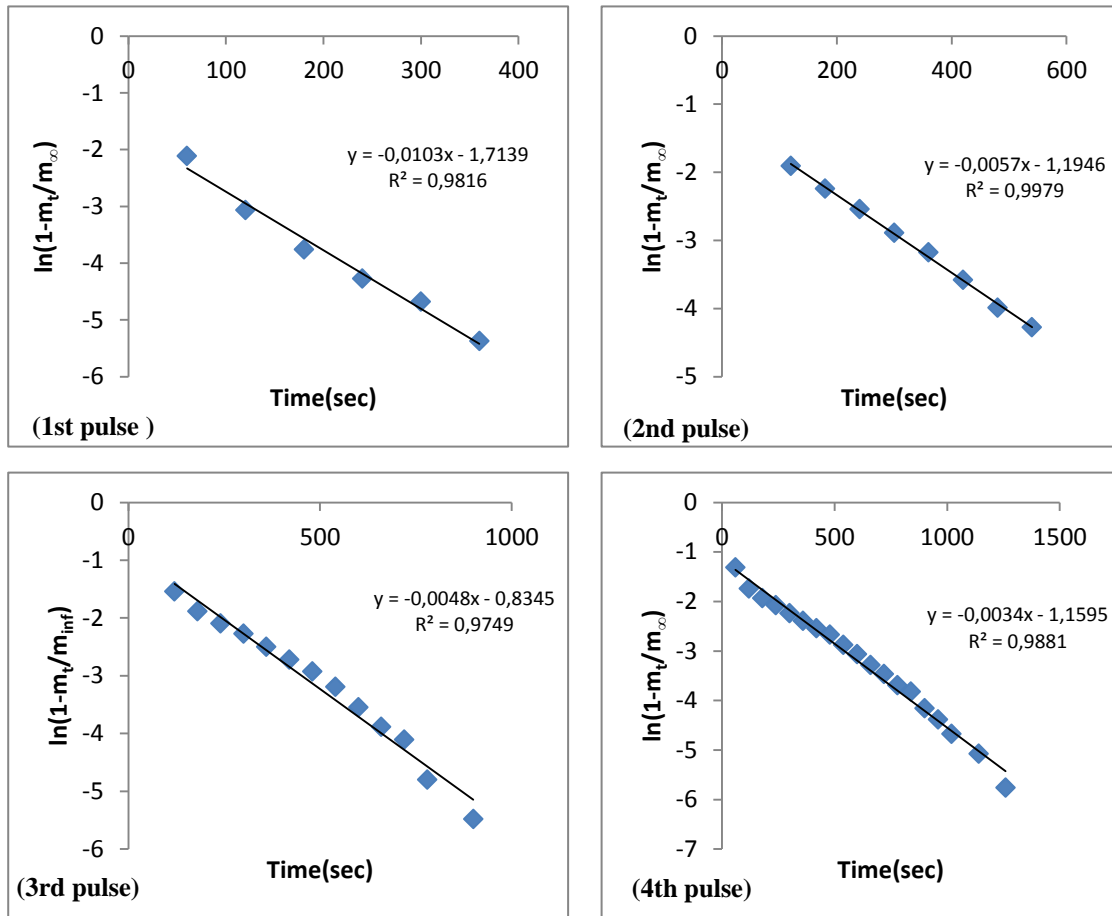 0
0 200 400
100 300
-1
-2
-3
-4
-5
-6
ln(1-mt/m∞)
y = -0,0103x - 1,7139
R² = 0,9816
Time(sec)
(1st pulse )
0
0 200 400 600
-1
-2
-3
-4
-5
ln(1-mt/m∞)
y = -0,0057x - 1,1946
R² = 0,9979
Time(sec)
(2nd pulse)
0
0 500 1000
-1
-2
-3
-4
-5
-6
ln(1-mt/minf)
y = -0,0048x - 0,8345
R² = 0,9749
Time(sec)
(3rd pulse)
0
0 500 1000 1500
-1
-2
-3
-4
-5
-6
-7
ln(1-mt/m∞)
y = -0,0034x - 1,1595
R² = 0,9881
Time(sec)
(4th pulse)